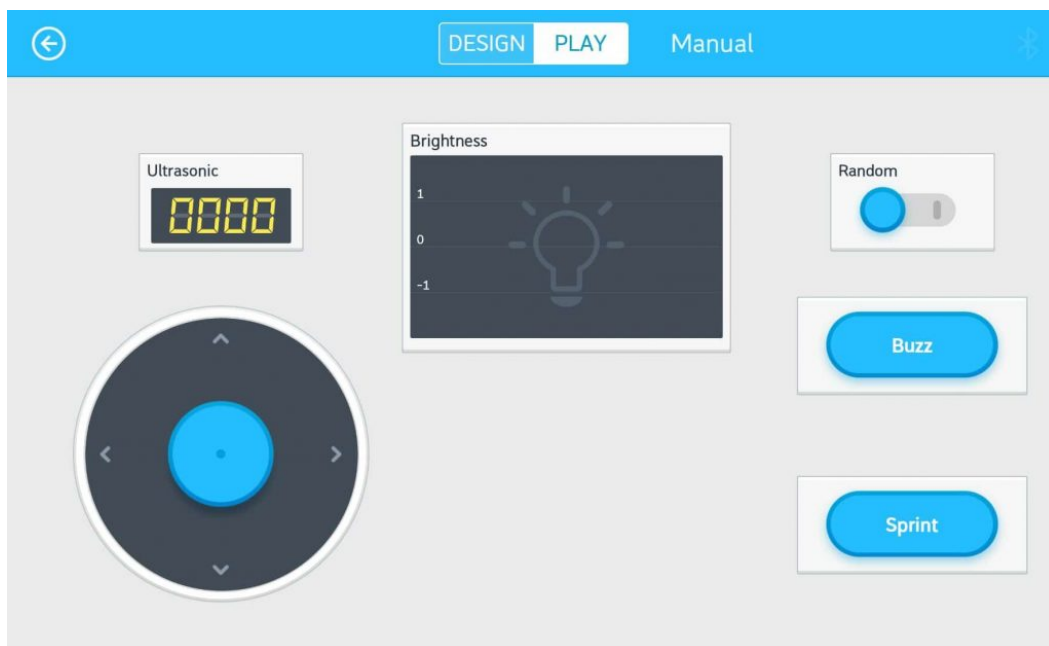 DESIGN PLAY Manual
Ultrasonic
0000
Brightness
1
0
-1
Random
Buzz
Sprint